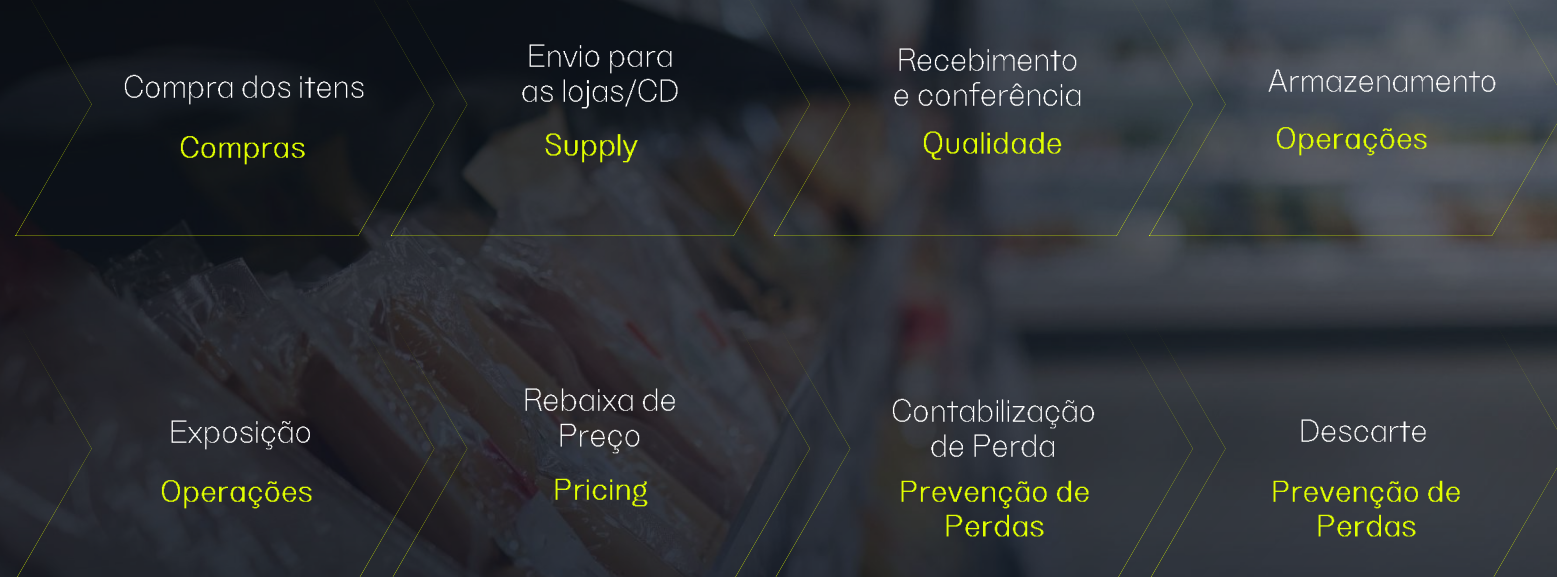 Compra dos itens
Compras
Envio para
as lojas/CD
Supply
Recebimento
e conferência
Qualidade
Armazenamento
Operações
Exposição
Operações
Rebaixa de
Preço
Pricing
Contabilização
de Perda
Prevenção de
Perdas
Descarte
Prevenção de
Perdas